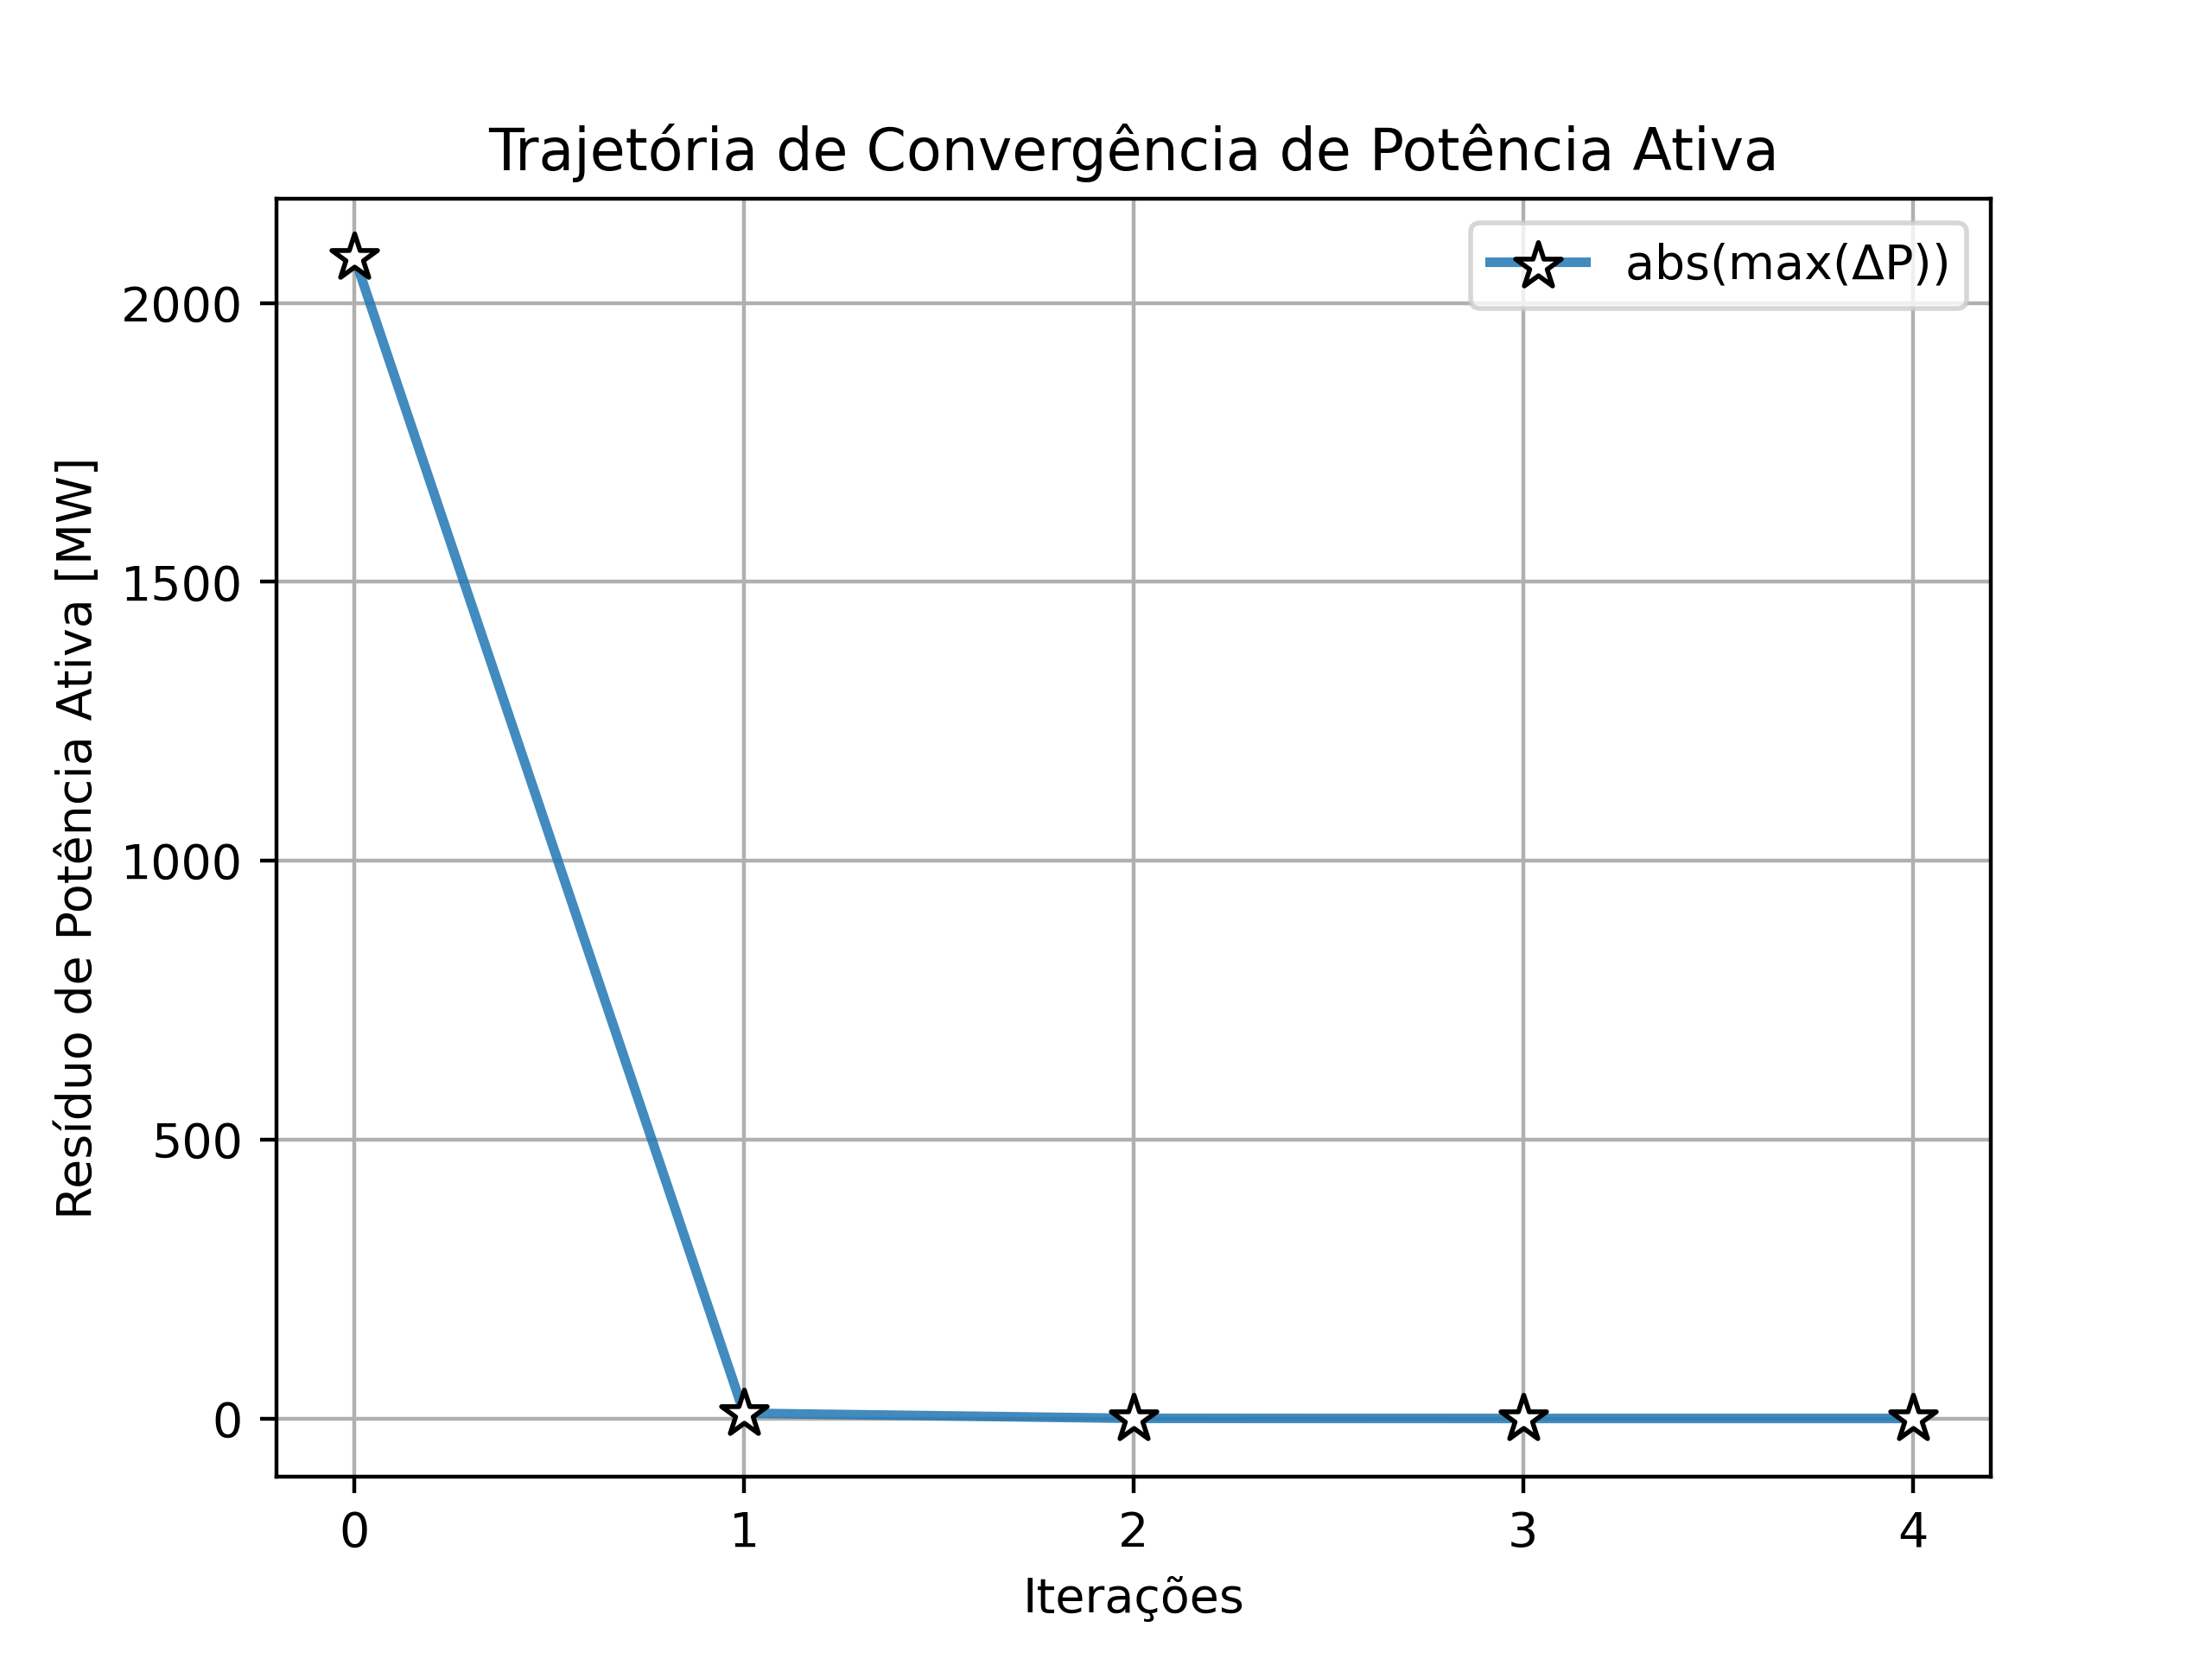 Trajetória de Convergência de Potência Ativa
abs(max(ΔP))
Resíduo de Potência Ativa [MW]
2000
1500
1000
500
0
0 1 2 3 4
Iterações